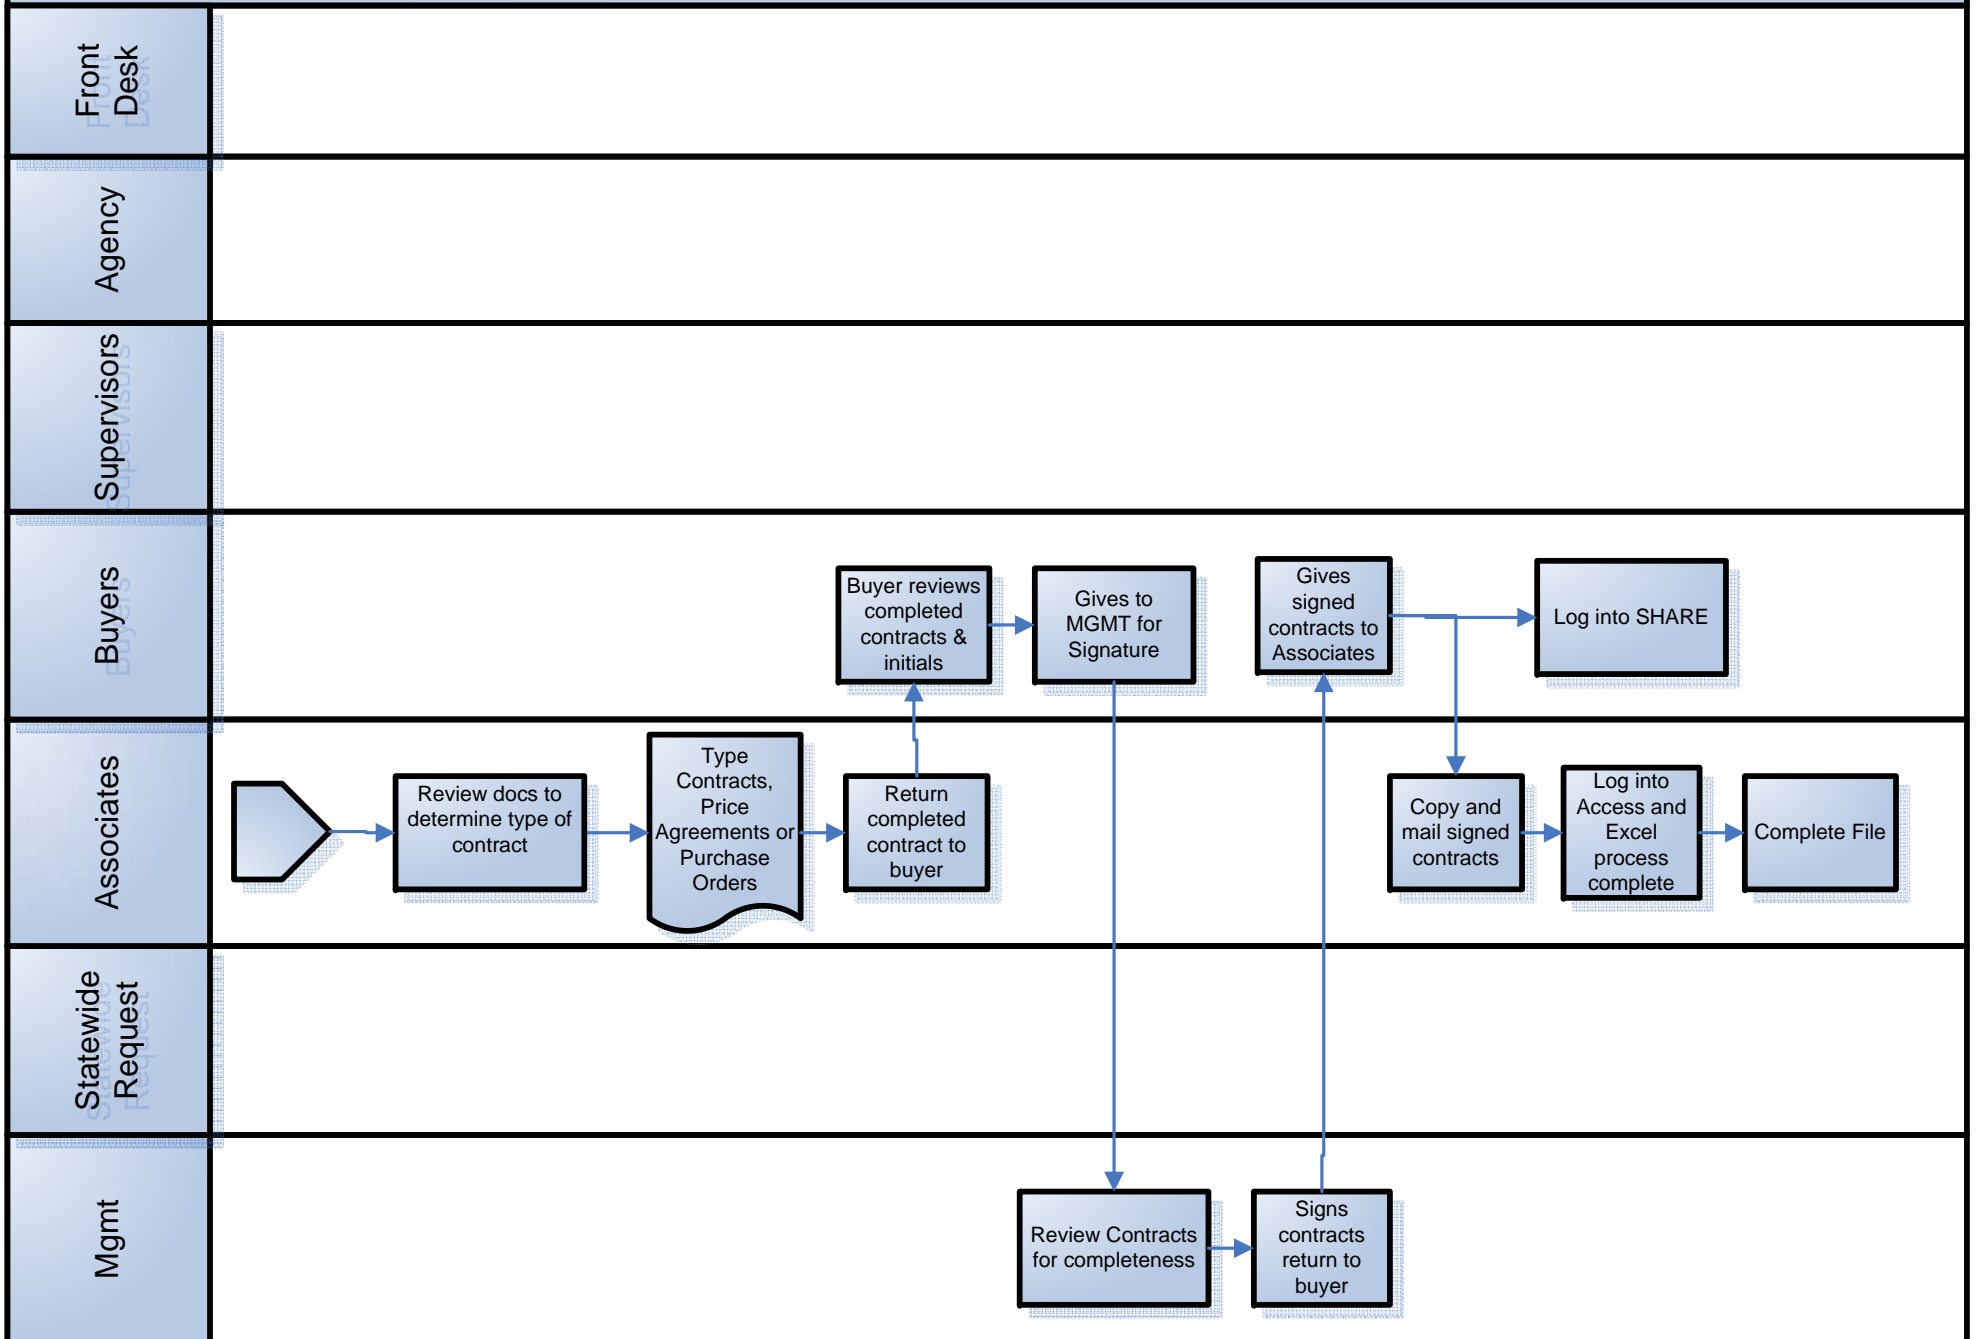 Front
Desk
Agency
Supervisors
Buyers
Buyer reviews
completed
contracts &
initials
Gives to
MGMT for
Signature
Gives
signed
contracts to
Associates
Log into SHARE
Associates
Review docs to
determine type of
contract
Type
Contracts,
Price
Agreements or
Purchase
Orders
Return
completed
contract to
buyer
Copy and
mail signed
contracts
Log into
Access and
Excel
process
complete
Complete File
Statewide
Request
Mgmt
Review Contracts
for completeness
Signs
contracts
return to
buyer